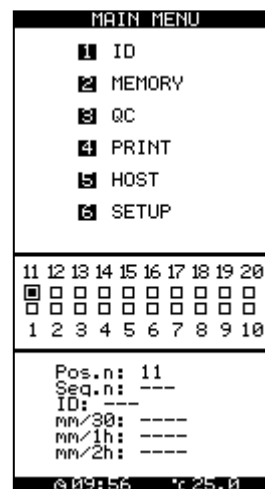 MAIN MENU
1 ID
2 MEMORY
3 QC
4 PRINT
5 HOST
6 SETUP
11 12 13 14 15 16 17 18 19 20
1 2 3 4 5 6 7 8 9 10
Pos.n: 11
Seq.n: ---
ID: ---
mm/30: ----
mm/1h: ----
mm/2h: ----
09:56 °C 25.0